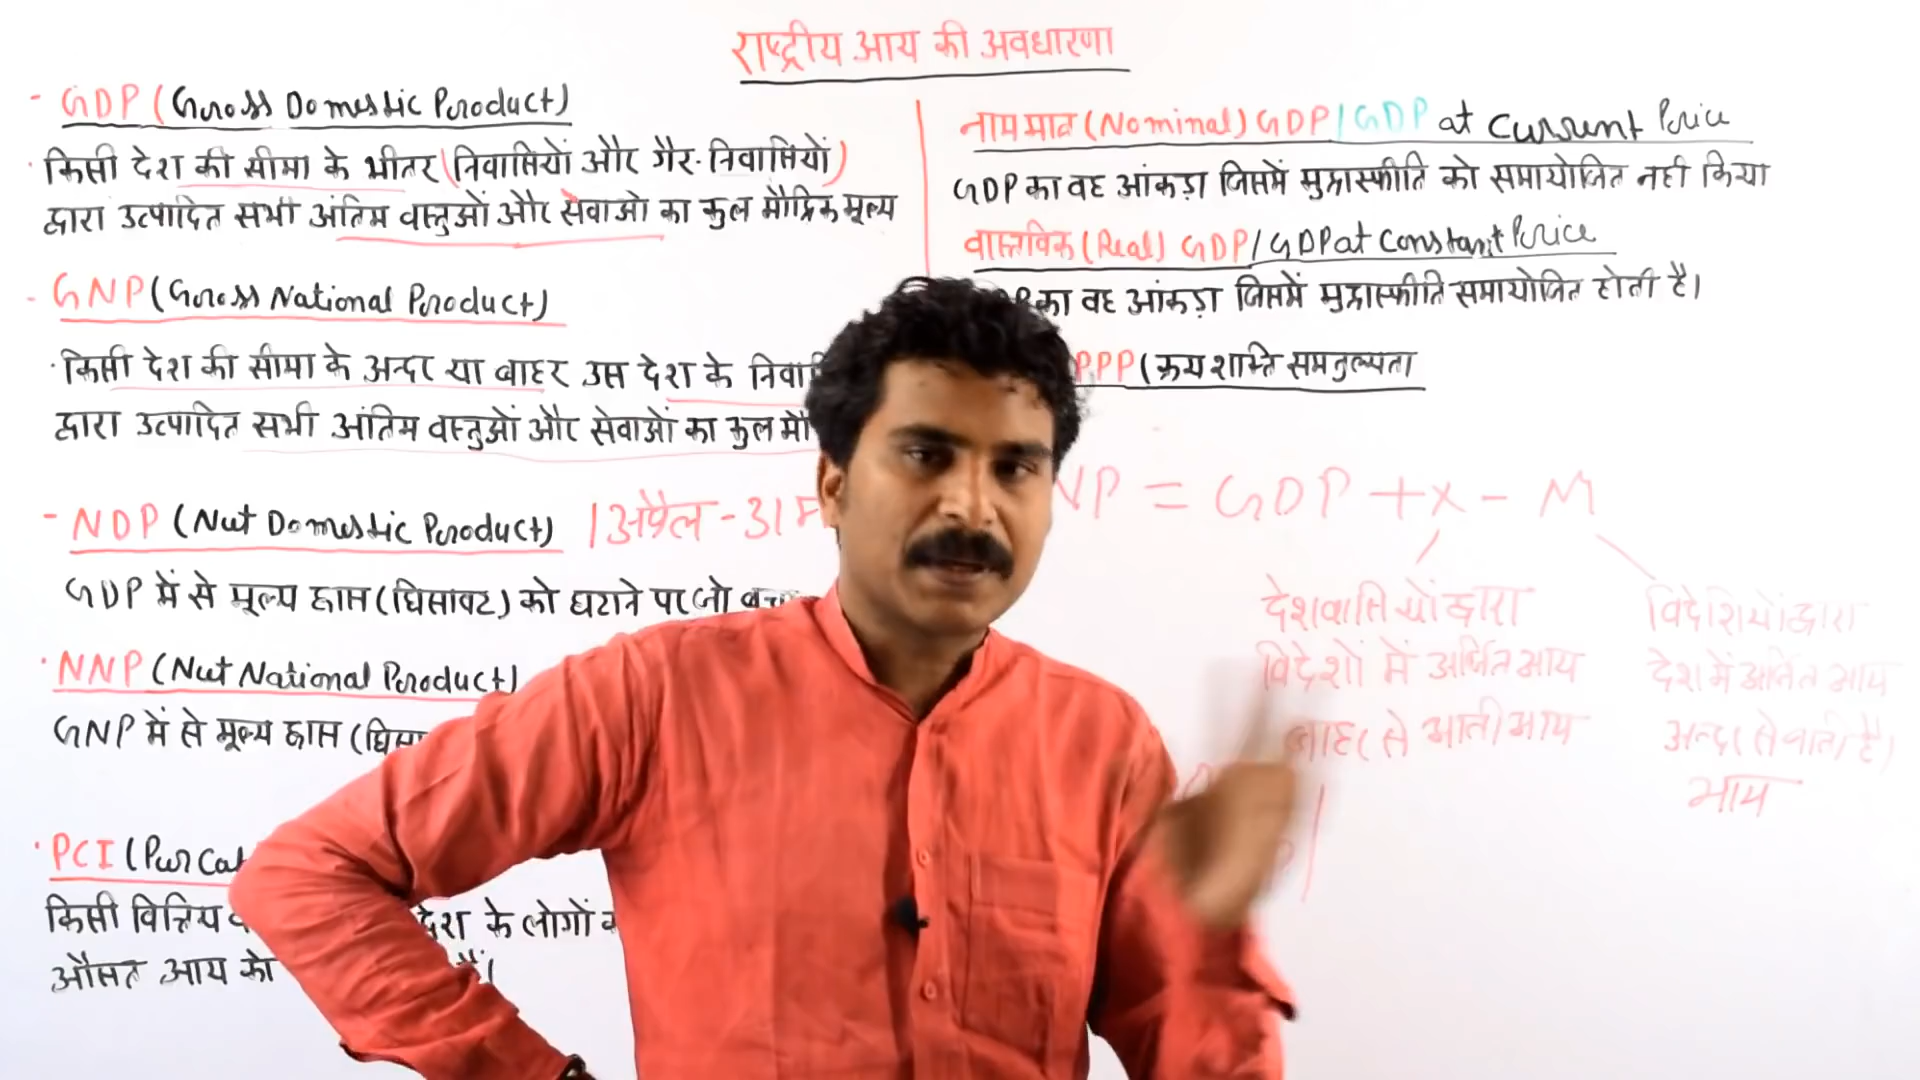 राष्ट्रीय आय की अवधारणा
- GDP (Gross Domestic Product)
किसी देश की सीमा के भीतर (निवासियों और गैर-निवासियों)
द्वारा उत्पादित सभी अंतिम वस्तुओं और सेवाओ का कुल मौद्रिक मूल्य
- GNP (Gross National Product)
· किसी देश की सीमा के अन्दर या बाहर उस देश के
द्वारा उत्पादित सभी अंतिम वस्तुओं और सेवाओं का कुल
- NDP (Net Domestic Product) 1 अप्रैल - 31
GDP में से मूल्य ह्रास (घिसावट) को घटाने पर जो
· NNP (Net National Product)
GNP में से मूल्य ह्रास
· PCI (Per
किसी देश के लोगों
औसत आय को
नाममात्र (Nominal) GDP / GDP at Current Price
GDP का वह आंकड़ा जिसमें मुद्रास्फीति को समायोजित नही किया
वास्तविक (Real) GDP / GDP at Constant Price
का वह आंकड़ा जिसमें मुद्रास्फीति समायोजित होती है।
PPP (क्रय शक्ति समतुल्यता
NP = GDP + X - M
देशवासियों द्वारा
विदेशों में अर्जित आय
बाहर से आती आय
विदेशियों द्वारा
देश में अर्जित आय
अन्दर से जाती है।
आय